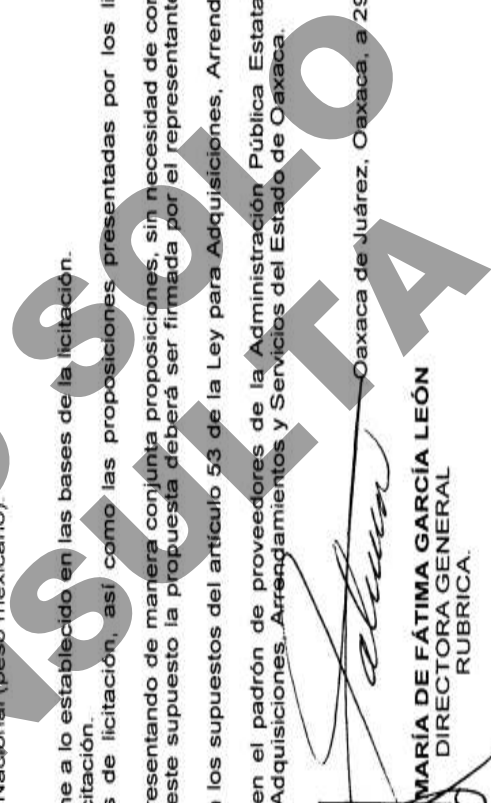 Nacional (peso mexicano).
ne a lo establecido en las bases de la licitación.
citación.
s de licitación, así como las proposiciones presentadas por los li
resentando de manera conjunta proposiciones, sin necesidad de con
este supuesto la propuesta deberá ser firmada por el representante
n los supuestos del artículo 53 de la Ley para Adquisiciones, Arrend
en el padrón de proveedores de la Administración Pública Estata
Adquisiciones, Arrendamientos y Servicios del Estado de Oaxaca.
Oaxaca de Juárez, Oaxaca, a 29
MARÍA DE FÁTIMA GARCÍA LEÓN
DIRECTORA GENERAL
RUBRICA.
SOLO
NSULTA